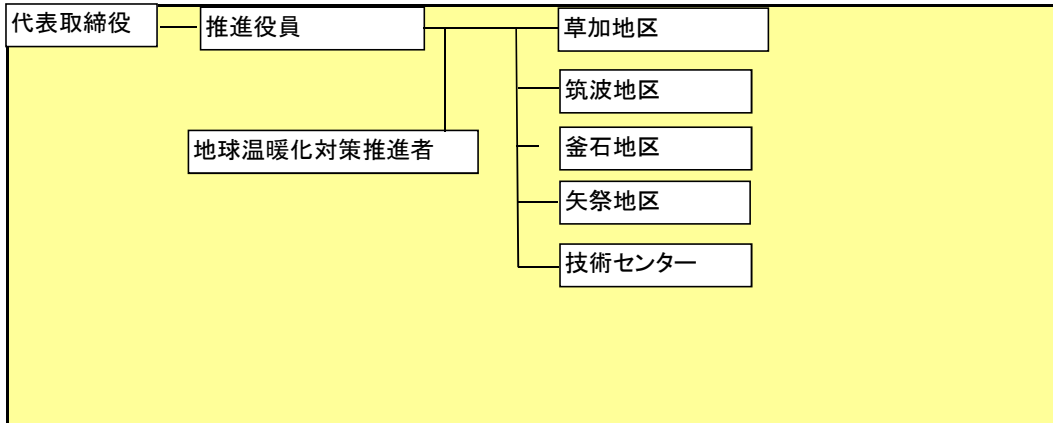 代表取締役
推進役員
草加地区
筑波地区
地球温暖化対策推進者
釜石地区
矢祭地区
技術センター